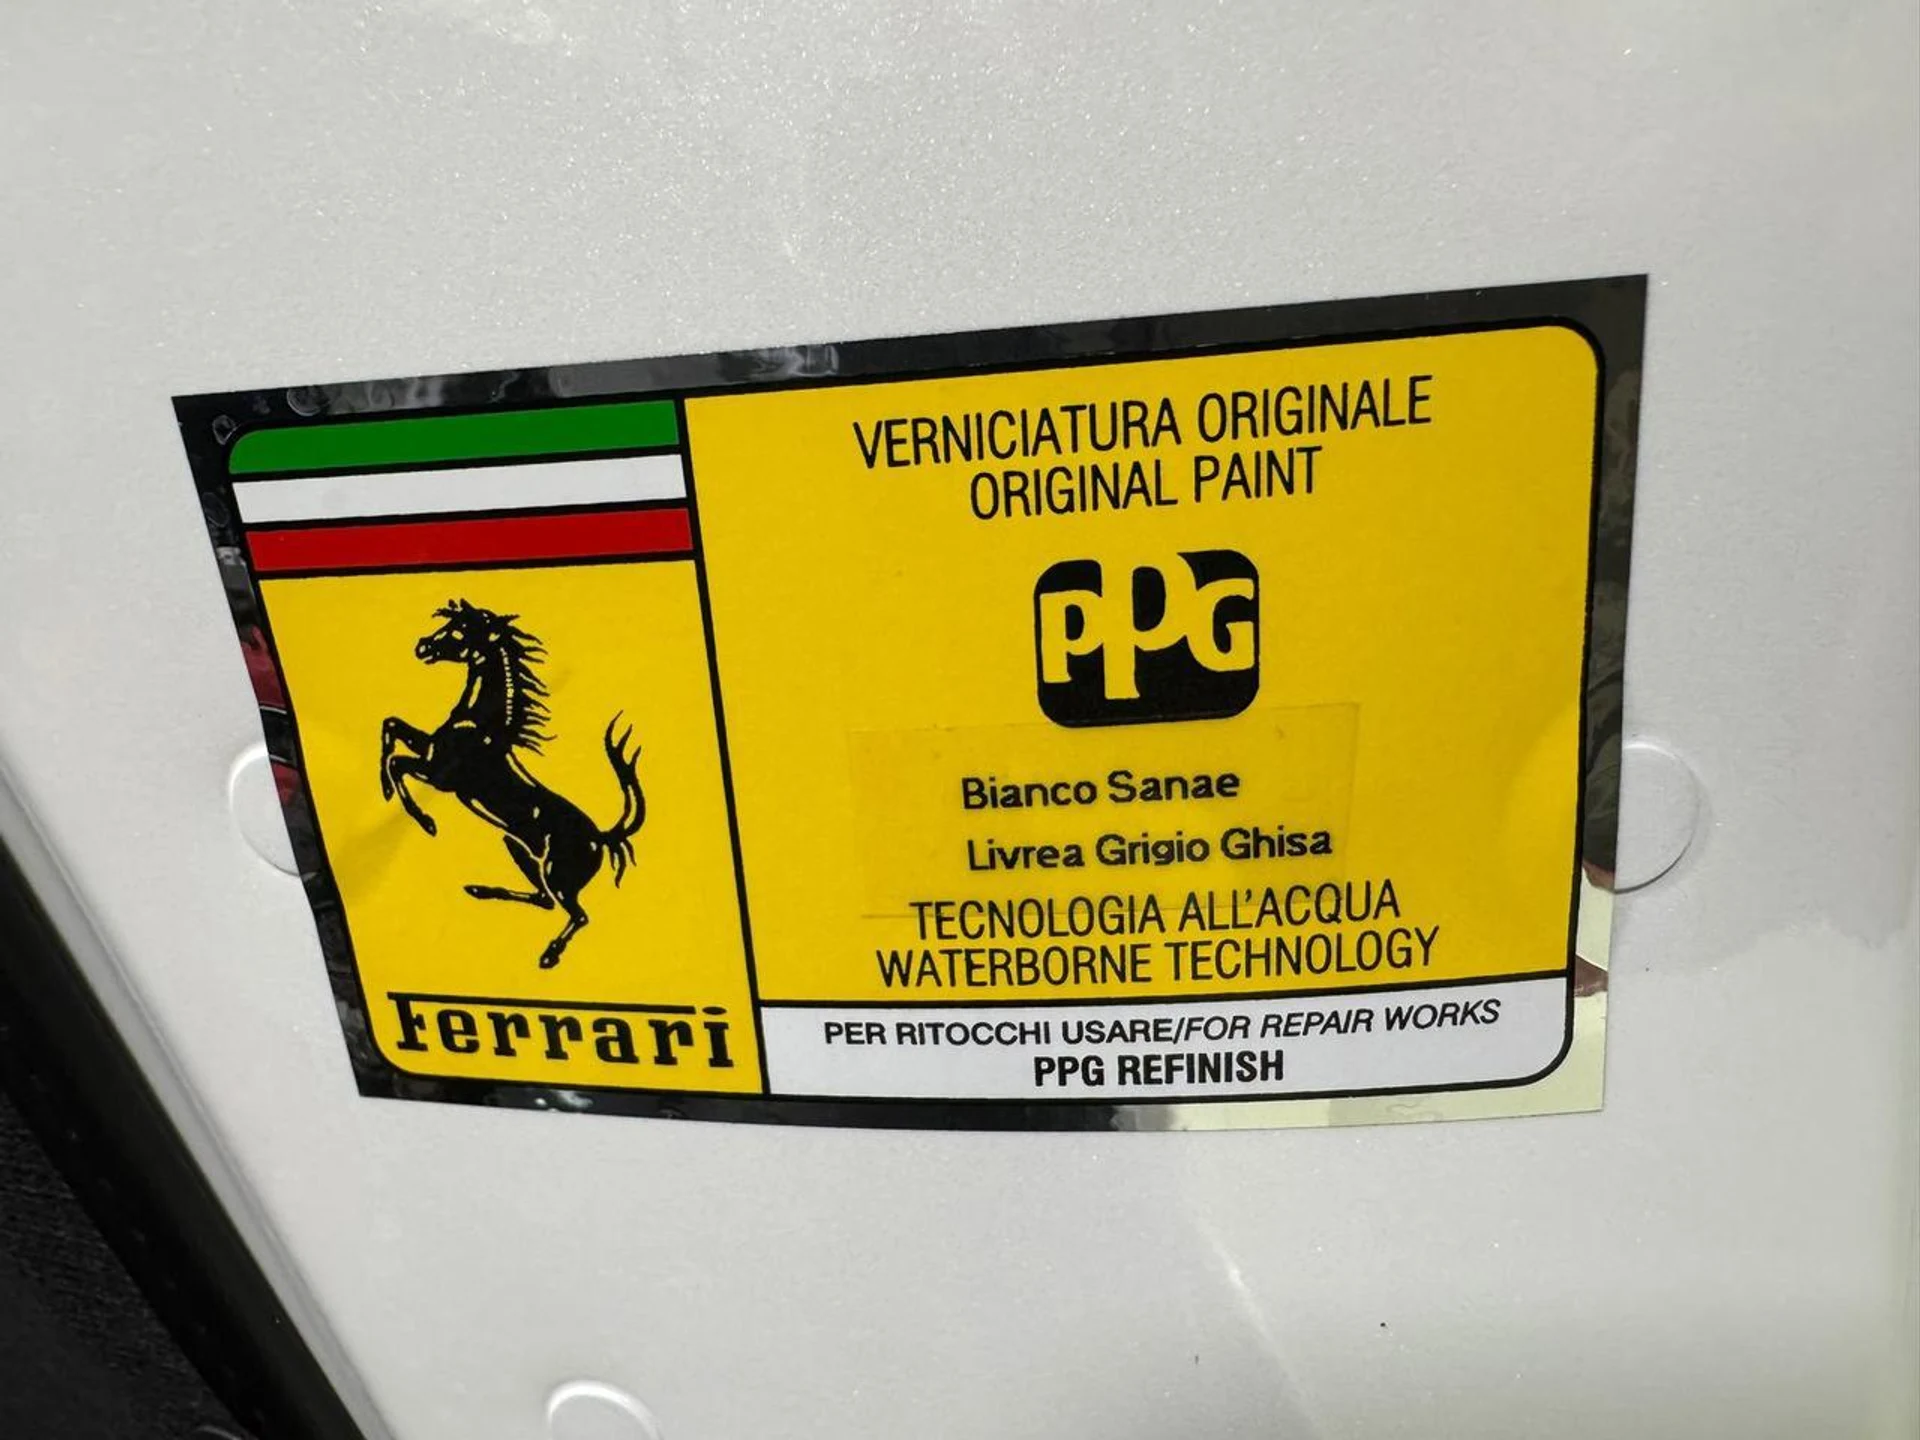 VERNICIATURA ORIGINALE
ORIGINAL PAINT
PPG
Bianco Sanae
Livrea Grigio Ghisa
TECNOLOGIA ALL'ACQUA
WATERBORNE TECHNOLOGY
Ferrari
PER RITOCCHI USARE/FOR REPAIR WORKS
PPG REFINISH